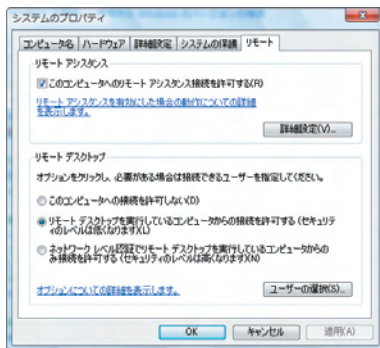 システムのプロパティ
コンピュータ名 ハードウェア 詳細設定 システムの保護 リモート
リモート アシスタンス
このコンピュータへのリモート アシスタンス接続を許可する(R)
リモート アシスタンスを有効にした場合の動作についての詳細
を表示します。
詳細設定(V)...
リモート デスクトップ
オプションをクリックし、必要がある場合は接続できるユーザーを指定してください。
このコンピュータへの接続を許可しない(D)
リモート デスクトップを実行しているコンピュータからの接続を許可する (セキュリテ
ィのレベルは低くなります)(L)
ネットワーク レベル認証でリモート デスクトップを実行しているコンピュータからの
み接続を許可する (セキュリティのレベルは高くなります)(N)
オプションについての詳細を表示します。
ユーザーの選択(S)...
OK キャンセル 適用(A)